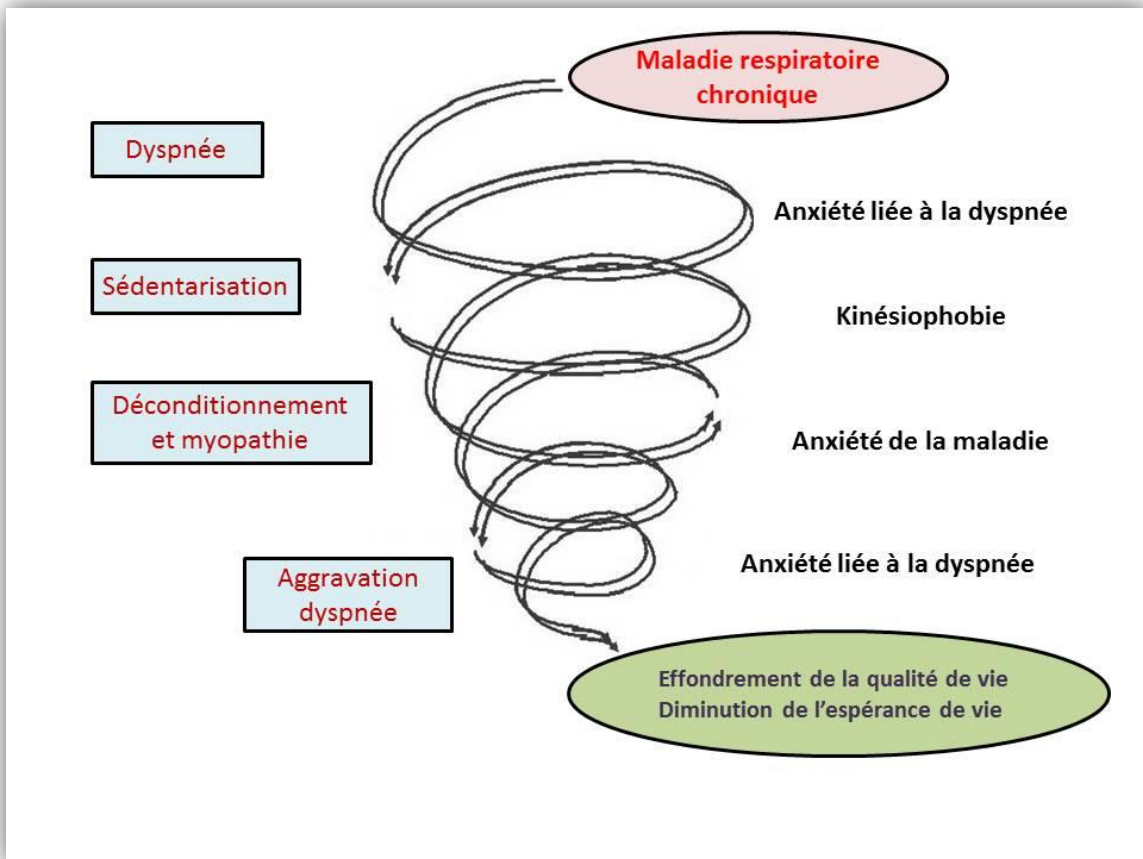 Maladie respiratoire
chronique
Dyspnée
Anxiété liée à la dyspnée
Sédentarisation
Kinésiophobie
Déconditionnement
et myopathie
Anxiété de la maladie
Aggravation
dyspnée
Anxiété liée à la dyspnée
Effondrement de la qualité de vie
Diminution de l’espérance de vie